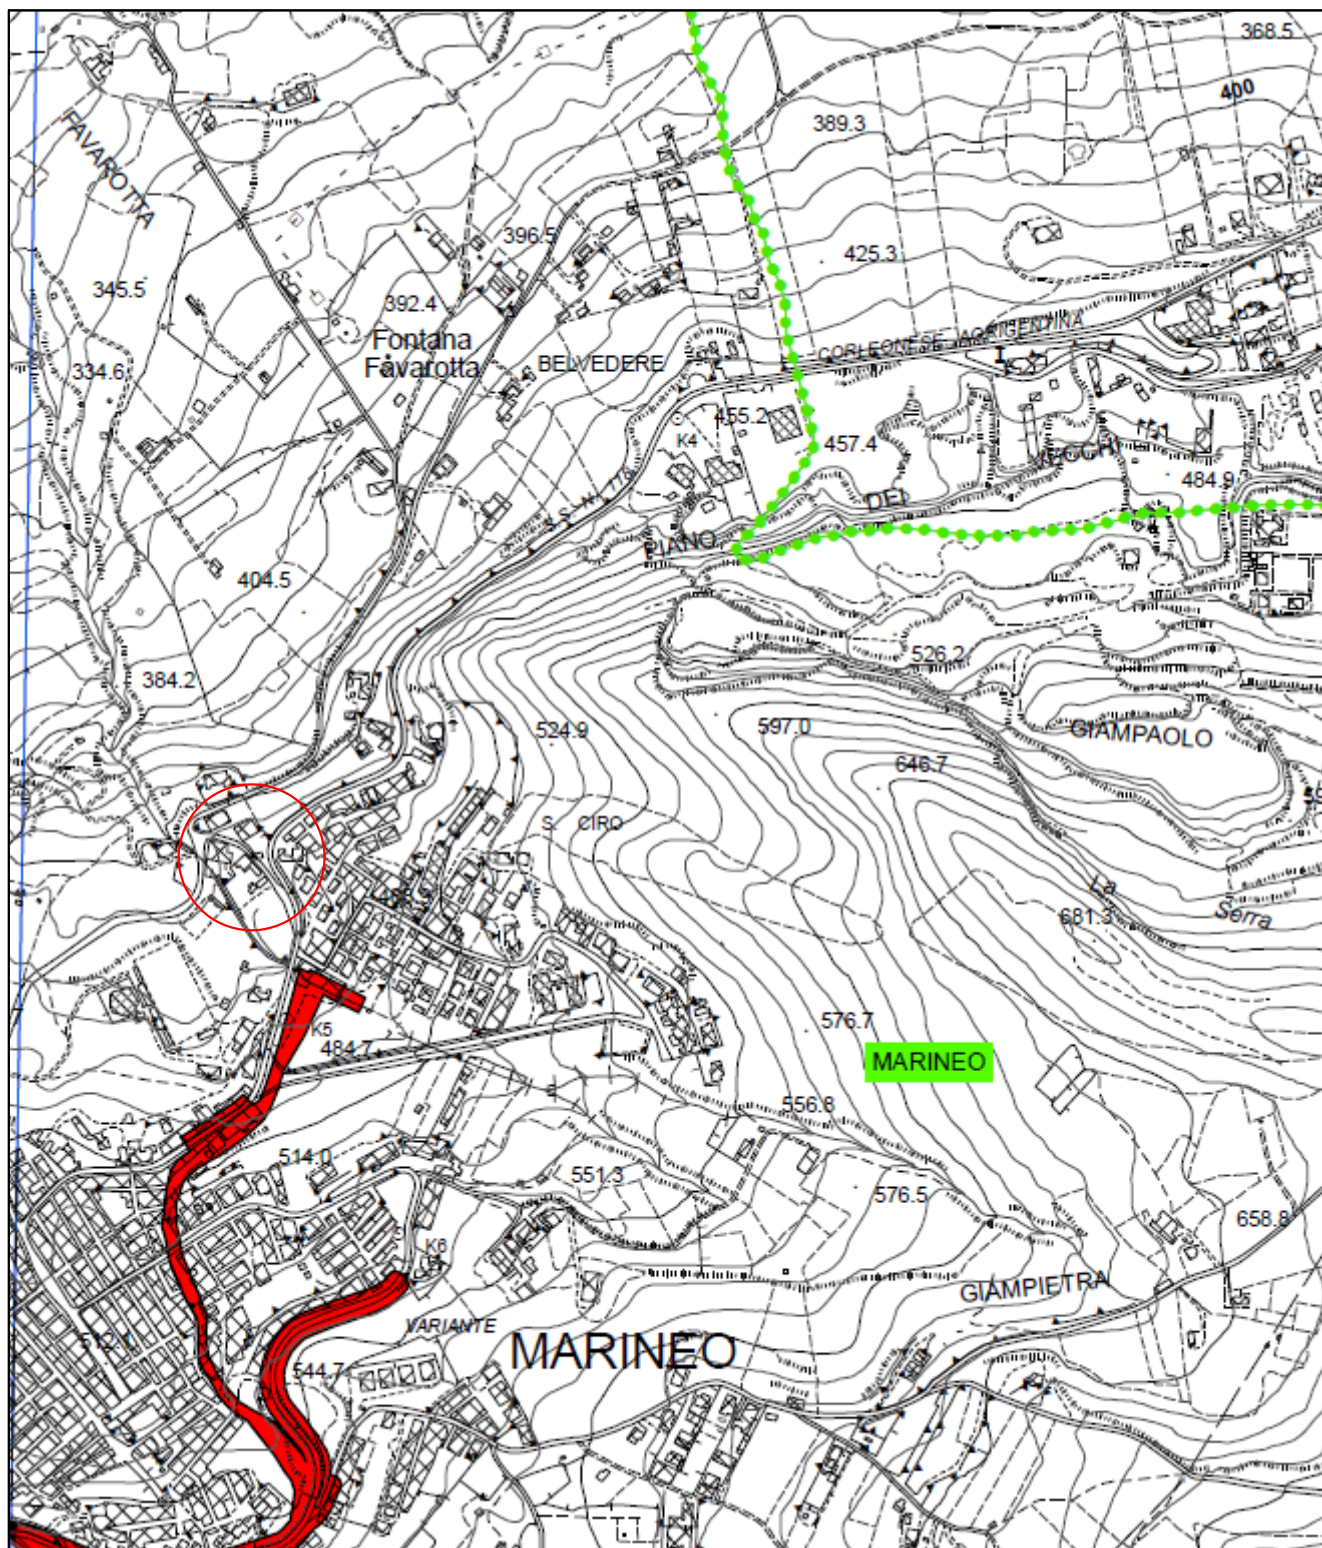 368.5
400
389.3
FAVAROTTA
396.5
425.3
345.5
392.4
Fontana
Favarotta
CORLEONESE AGRIGENTINA
BELVEDERE
334.6
455.2
K4
457.4
VECCHI
484.9
S.S. N. 118
DEI
PIANO
404.5
526.2
384.2
524.9
597.0
GIAMPAOLO
646.7
S. CIRO
La
Serra
681.3
K5
484.7
576.7
MARINEO
556.8
514.0
551.3
576.5
658.8
K6
GIAMPIETRA
VARIANTE
MARINEO
512.1
544.7